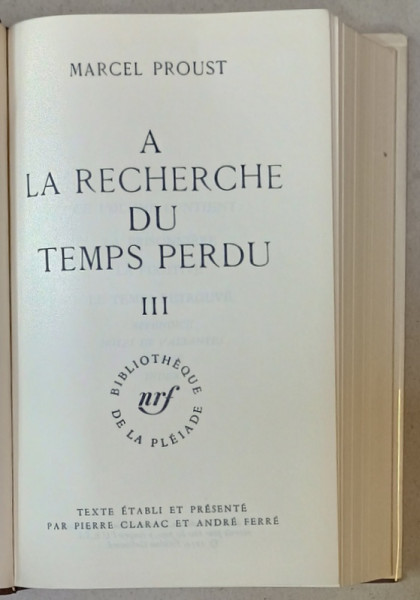 MARCEL PROUST
A
LA RECHERCHE
DU
TEMPS PERDU
III
BIBLIOTHÈQUE
nrf
DE LA PLÉIADE
TEXTE ÉTABLI ET PRÉSENTÉ
PAR PIERRE CLARAC ET ANDRÉ FERRÉ